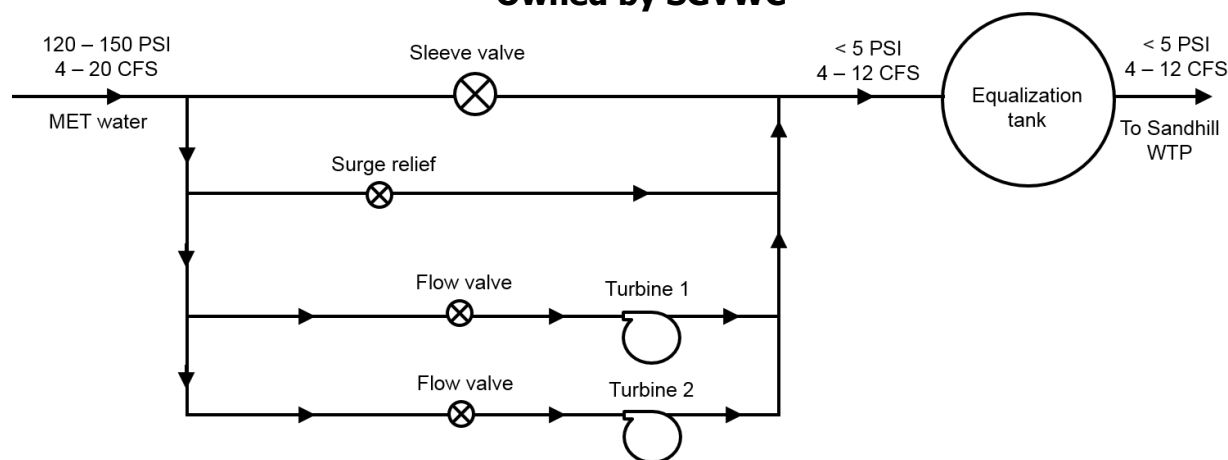 Owned by SGVWC
120 – 150 PSI
4 – 20 CFS
MET water
Sleeve valve
< 5 PSI
4 – 12 CFS
Equalization
tank
< 5 PSI
4 – 12 CFS
To Sandhill
WTP
Surge relief
Flow valve
Turbine 1
Flow valve
Turbine 2